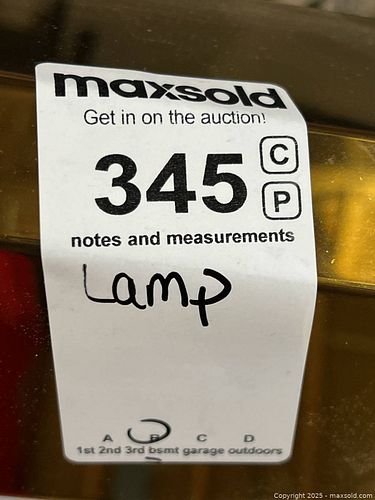 maxsold
Get in on the auction!
345
C
P
notes and measurements
Lamp
A B C D
1st 2nd 3rd bsmt garage outdoors
Copyright 2025 - maxsold.com